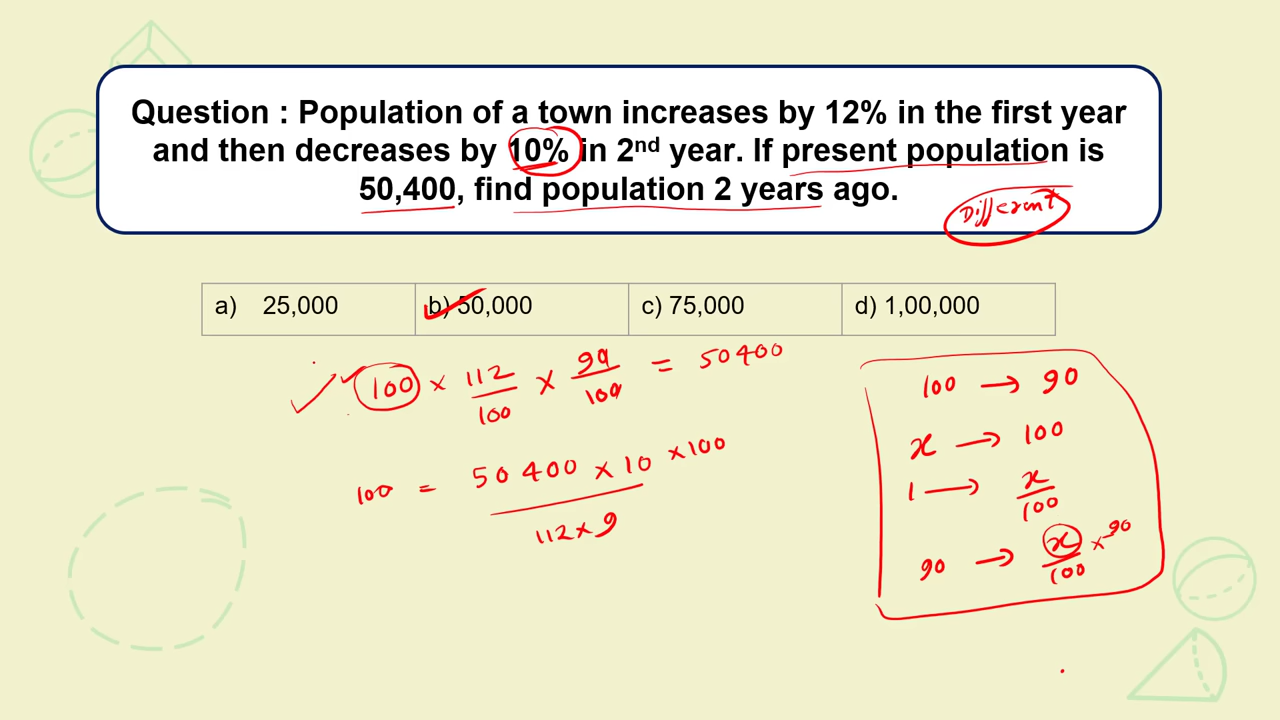 Question : Population of a town increases by 12% in the first year
and then decreases by 10% in 2nd year. If present population is
50,400, find population 2 years ago.
Different
a) 25,000 b) 50,000 c) 75,000 d) 1,00,000
100 × 112/100 × 90/100 = 50400
100 = 50400 × 10 × 100 / 112 × 9
100 → 90
x → 100
1 → x/100
90 → x/100 × 90